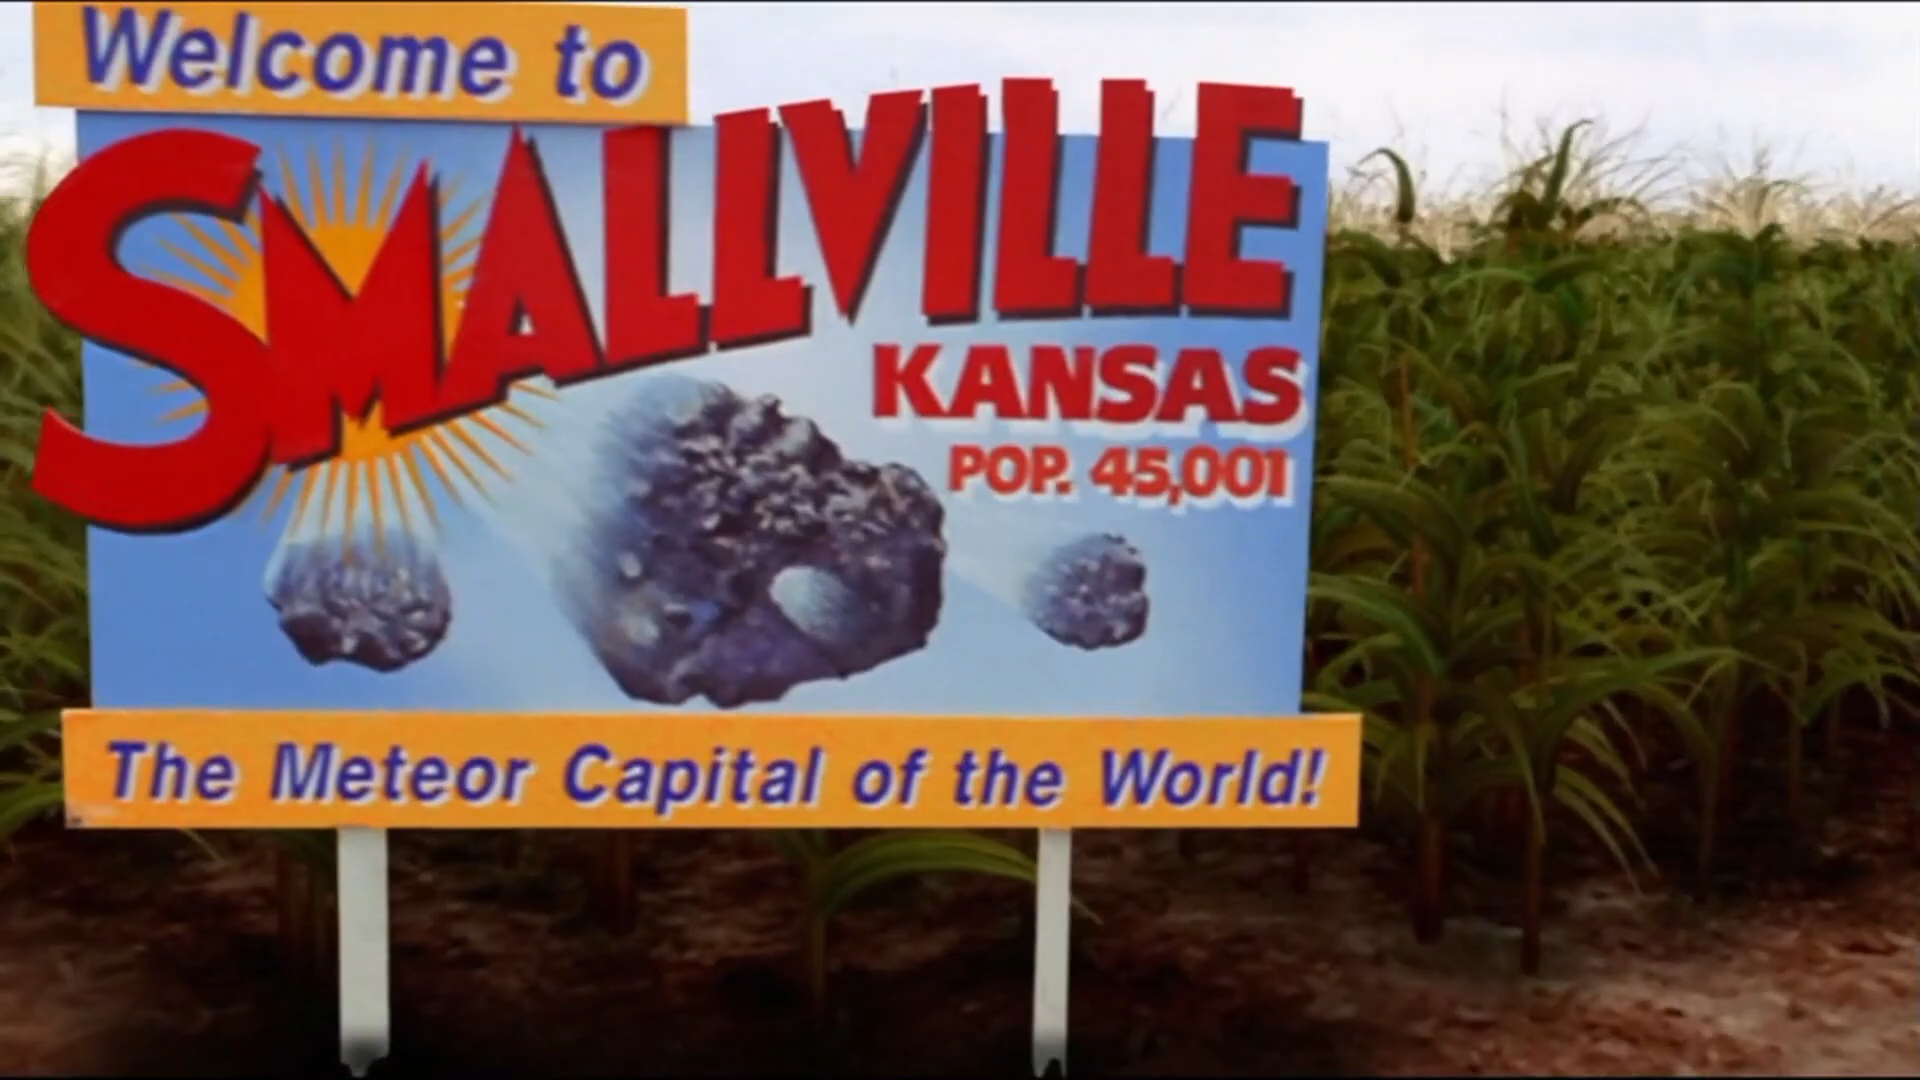 Welcome to
SMALLVILLE
KANSAS
POP. 45,001
The Meteor Capital of the World!